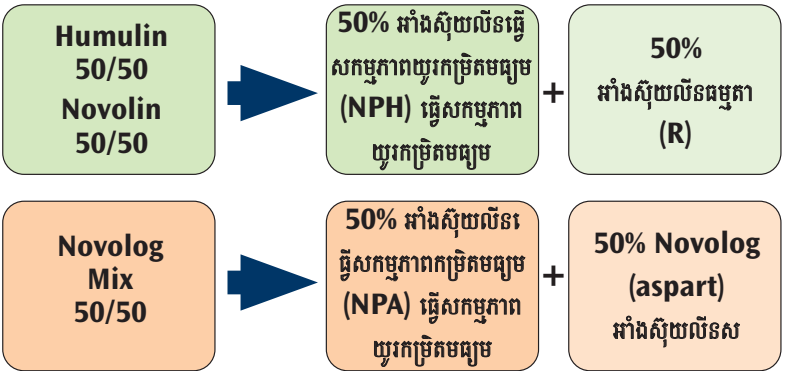 Humulin
50/50
Novolin
50/50
50% អាំងស៊ុយលីនធ្វើ
សកម្មភាពយូរកម្រិតមធ្យម
(NPH) ធ្វើសកម្មភាព
យូរកម្រិតមធ្យម
+
50%
អាំងស៊ុយលីនធម្មតា
(R)
Novolog
Mix
50/50
50% អាំងស៊ុយលីនធេ
្វីសកម្មភាពកម្រិតមធ្យម
(NPA) ធ្វើសកម្មភាព
យូរកម្រិតមធ្យម
+
50% Novolog
(aspart)
អាំងស៊ុយលីនស